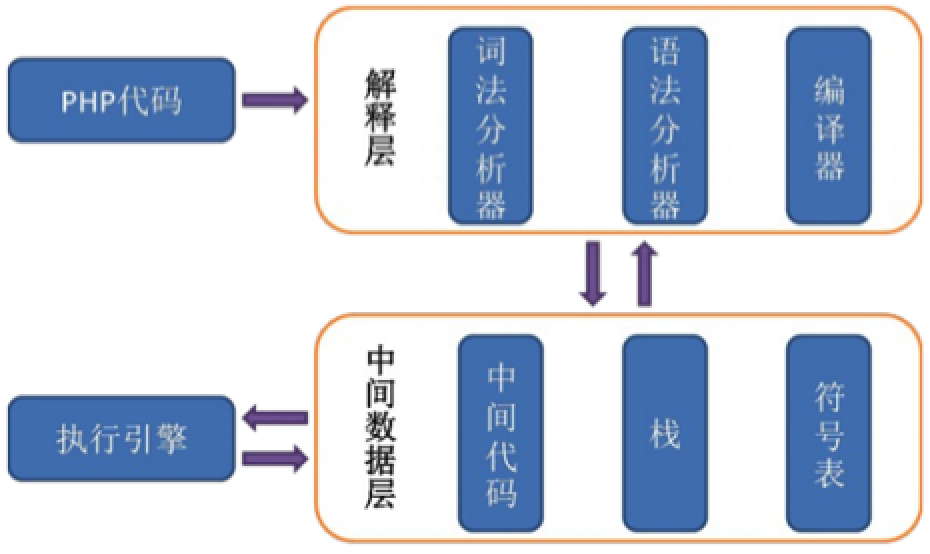 PHP代码
解释层
词法分析器
语法分析器
编译器
执行引擎
中间数据层
中间代码
栈
符号表